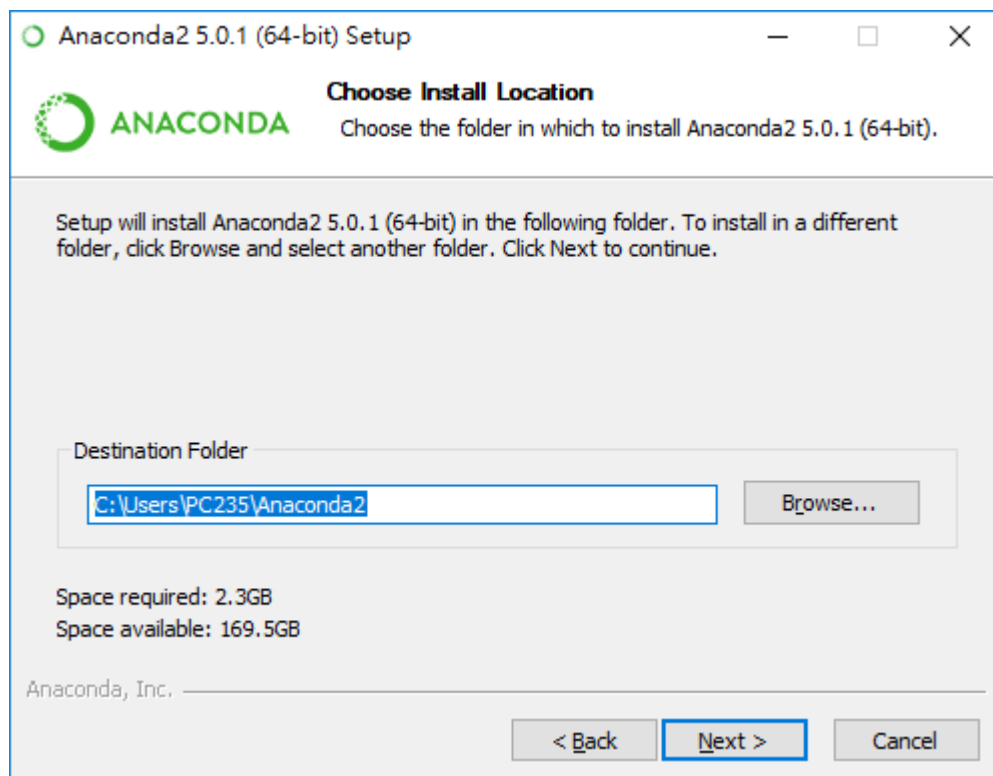 Anaconda2 5.0.1 (64-bit) Setup
ANACONDA
Choose Install Location
Choose the folder in which to install Anaconda2 5.0.1 (64-bit).
Setup will install Anaconda2 5.0.1 (64-bit) in the following folder. To install in a different
folder, click Browse and select another folder. Click Next to continue.
Destination Folder
C:\Users\PC235\Anaconda2
Browse...
Space required: 2.3GB
Space available: 169.5GB
Anaconda, Inc.
< Back
Next >
Cancel